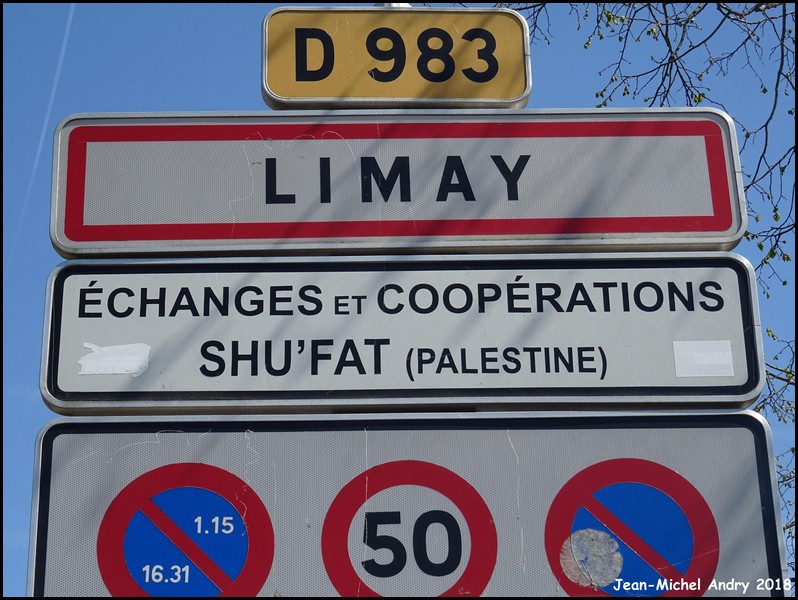 D 983
LIMAY
ÉCHANGES ET COOPÉRATIONS
SHU'FAT (PALESTINE)
1.15
16.31
50
Jean-Michel Andry 2018